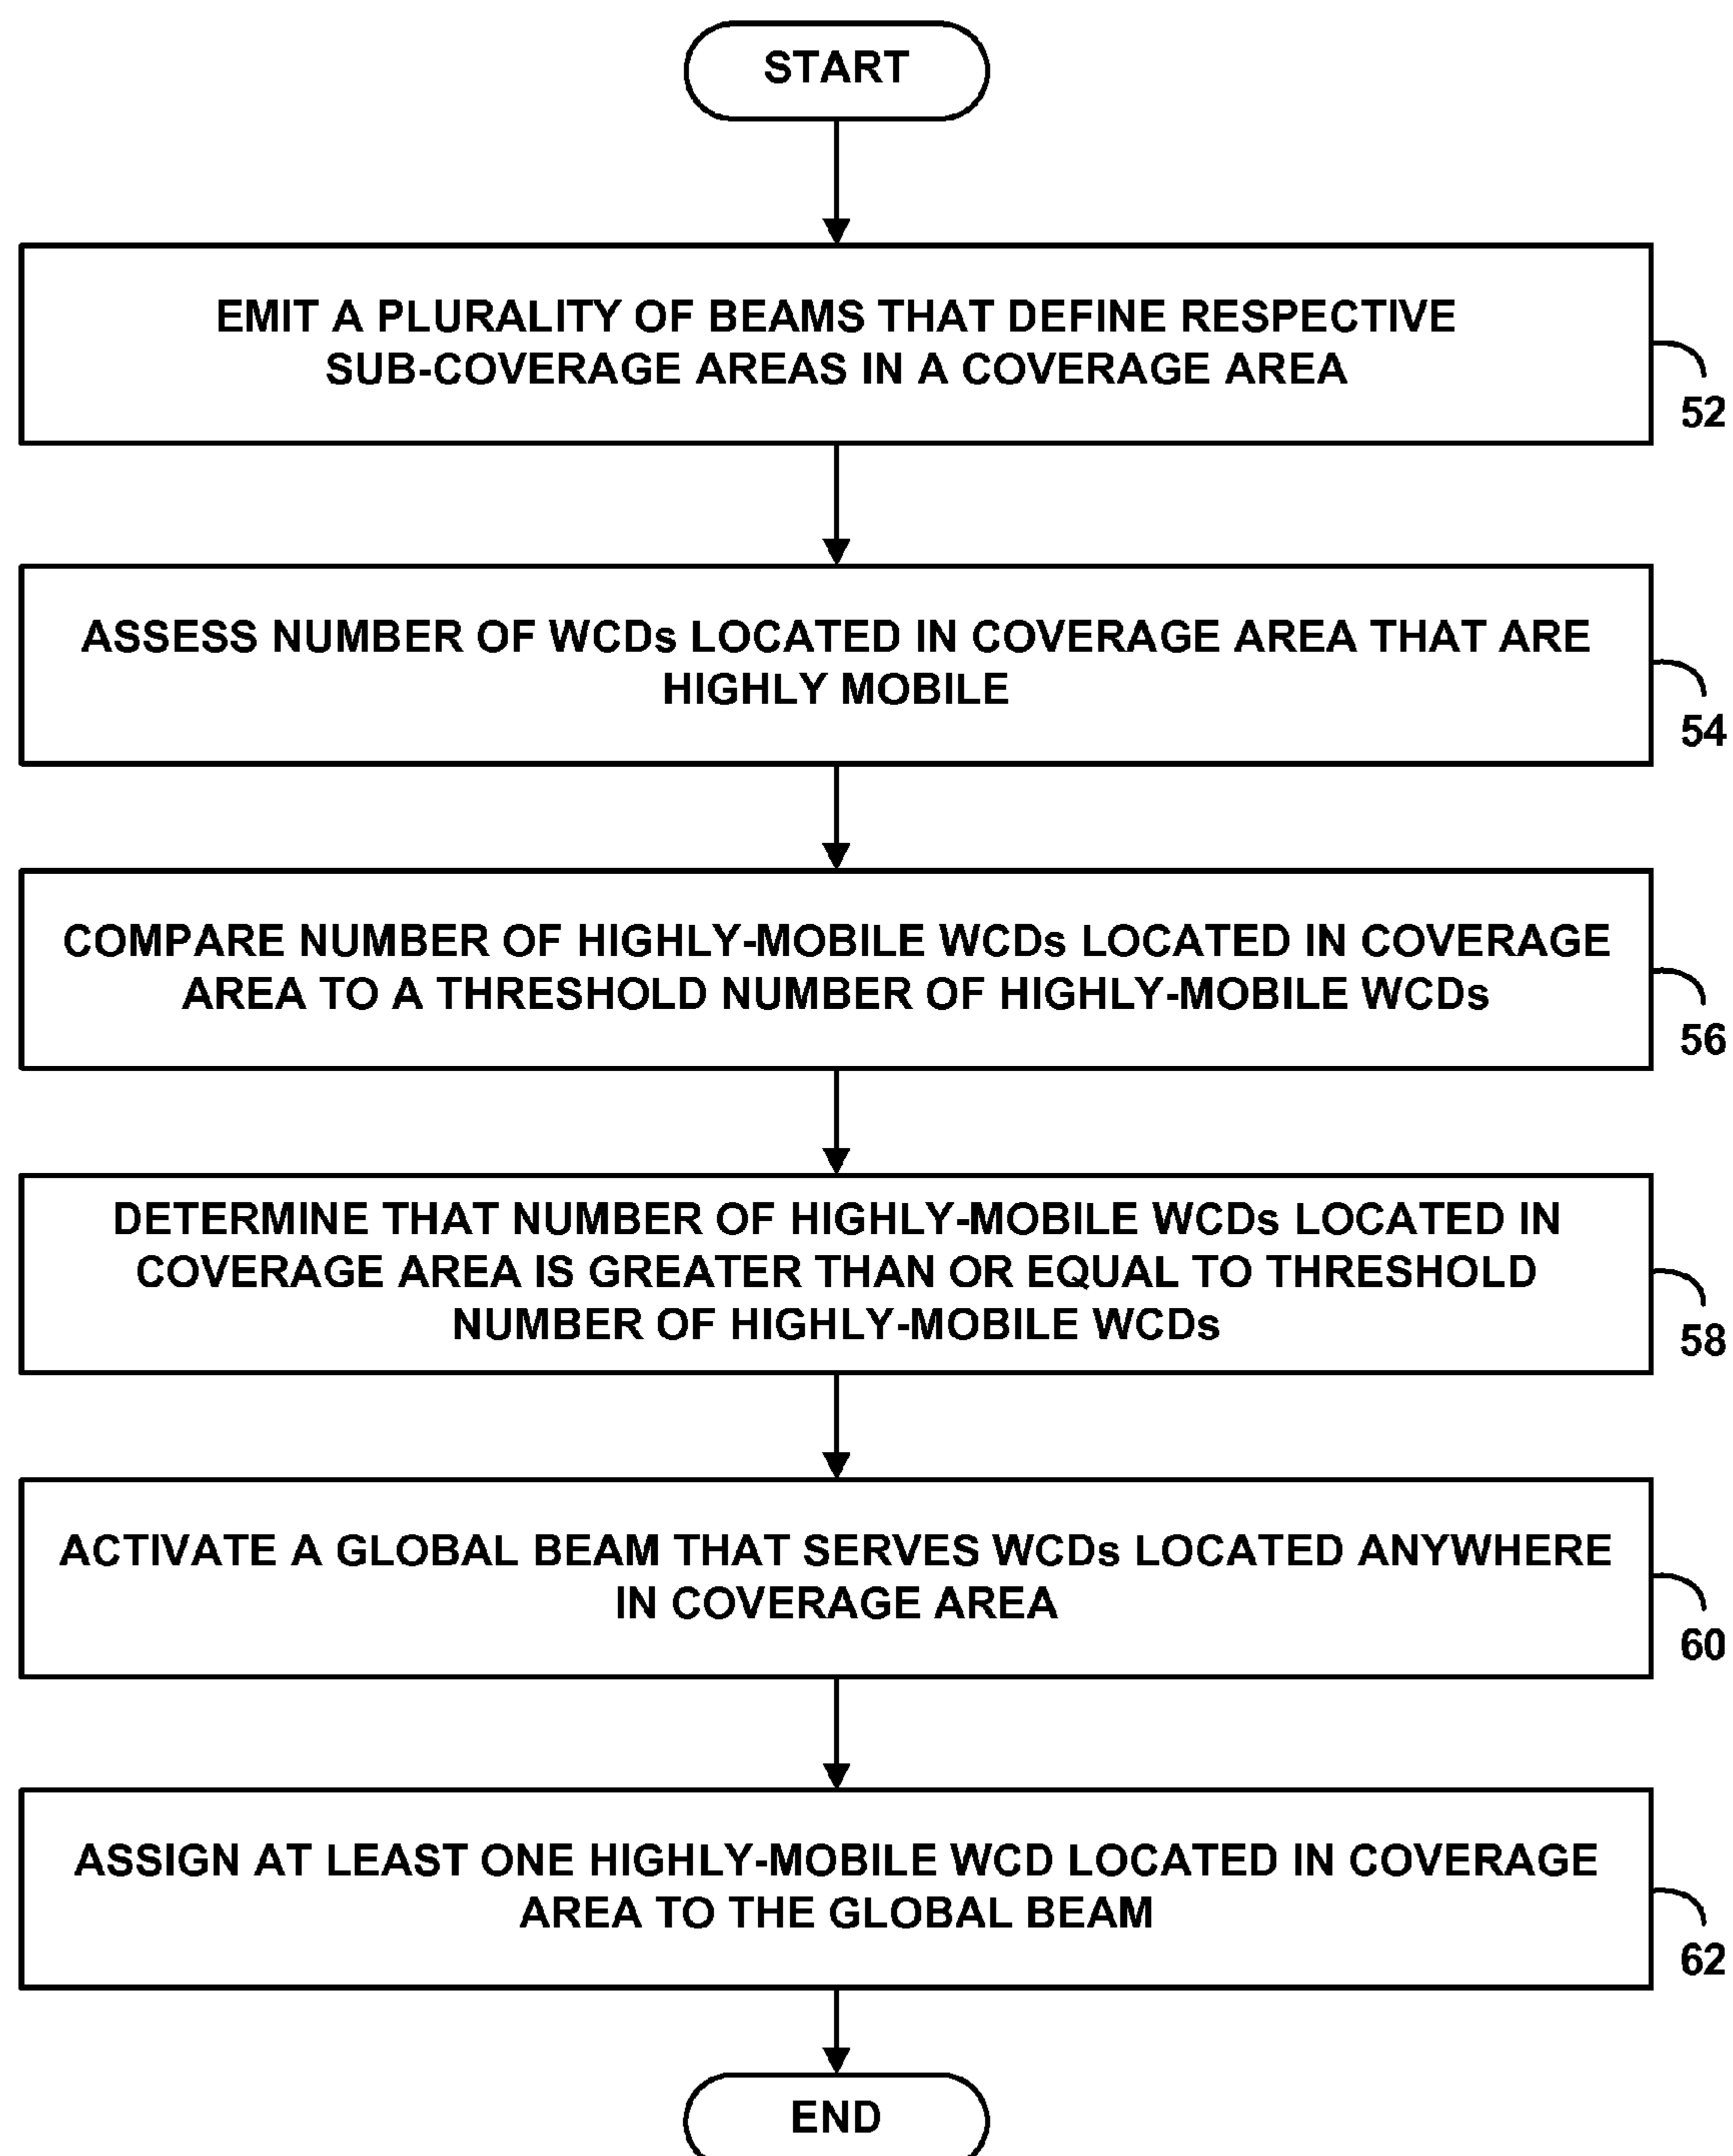 START
EMIT A PLURALITY OF BEAMS THAT DEFINE RESPECTIVE
SUB-COVERAGE AREAS IN A COVERAGE AREA
52
ASSESS NUMBER OF WCDs LOCATED IN COVERAGE AREA THAT ARE
HIGHLY MOBILE
54
COMPARE NUMBER OF HIGHLY-MOBILE WCDs LOCATED IN COVERAGE
AREA TO A THRESHOLD NUMBER OF HIGHLY-MOBILE WCDs
56
DETERMINE THAT NUMBER OF HIGHLY-MOBILE WCDs LOCATED IN
COVERAGE AREA IS GREATER THAN OR EQUAL TO THRESHOLD
NUMBER OF HIGHLY-MOBILE WCDs
58
ACTIVATE A GLOBAL BEAM THAT SERVES WCDs LOCATED ANYWHERE
IN COVERAGE AREA
60
ASSIGN AT LEAST ONE HIGHLY-MOBILE WCD LOCATED IN COVERAGE
AREA TO THE GLOBAL BEAM
62
END